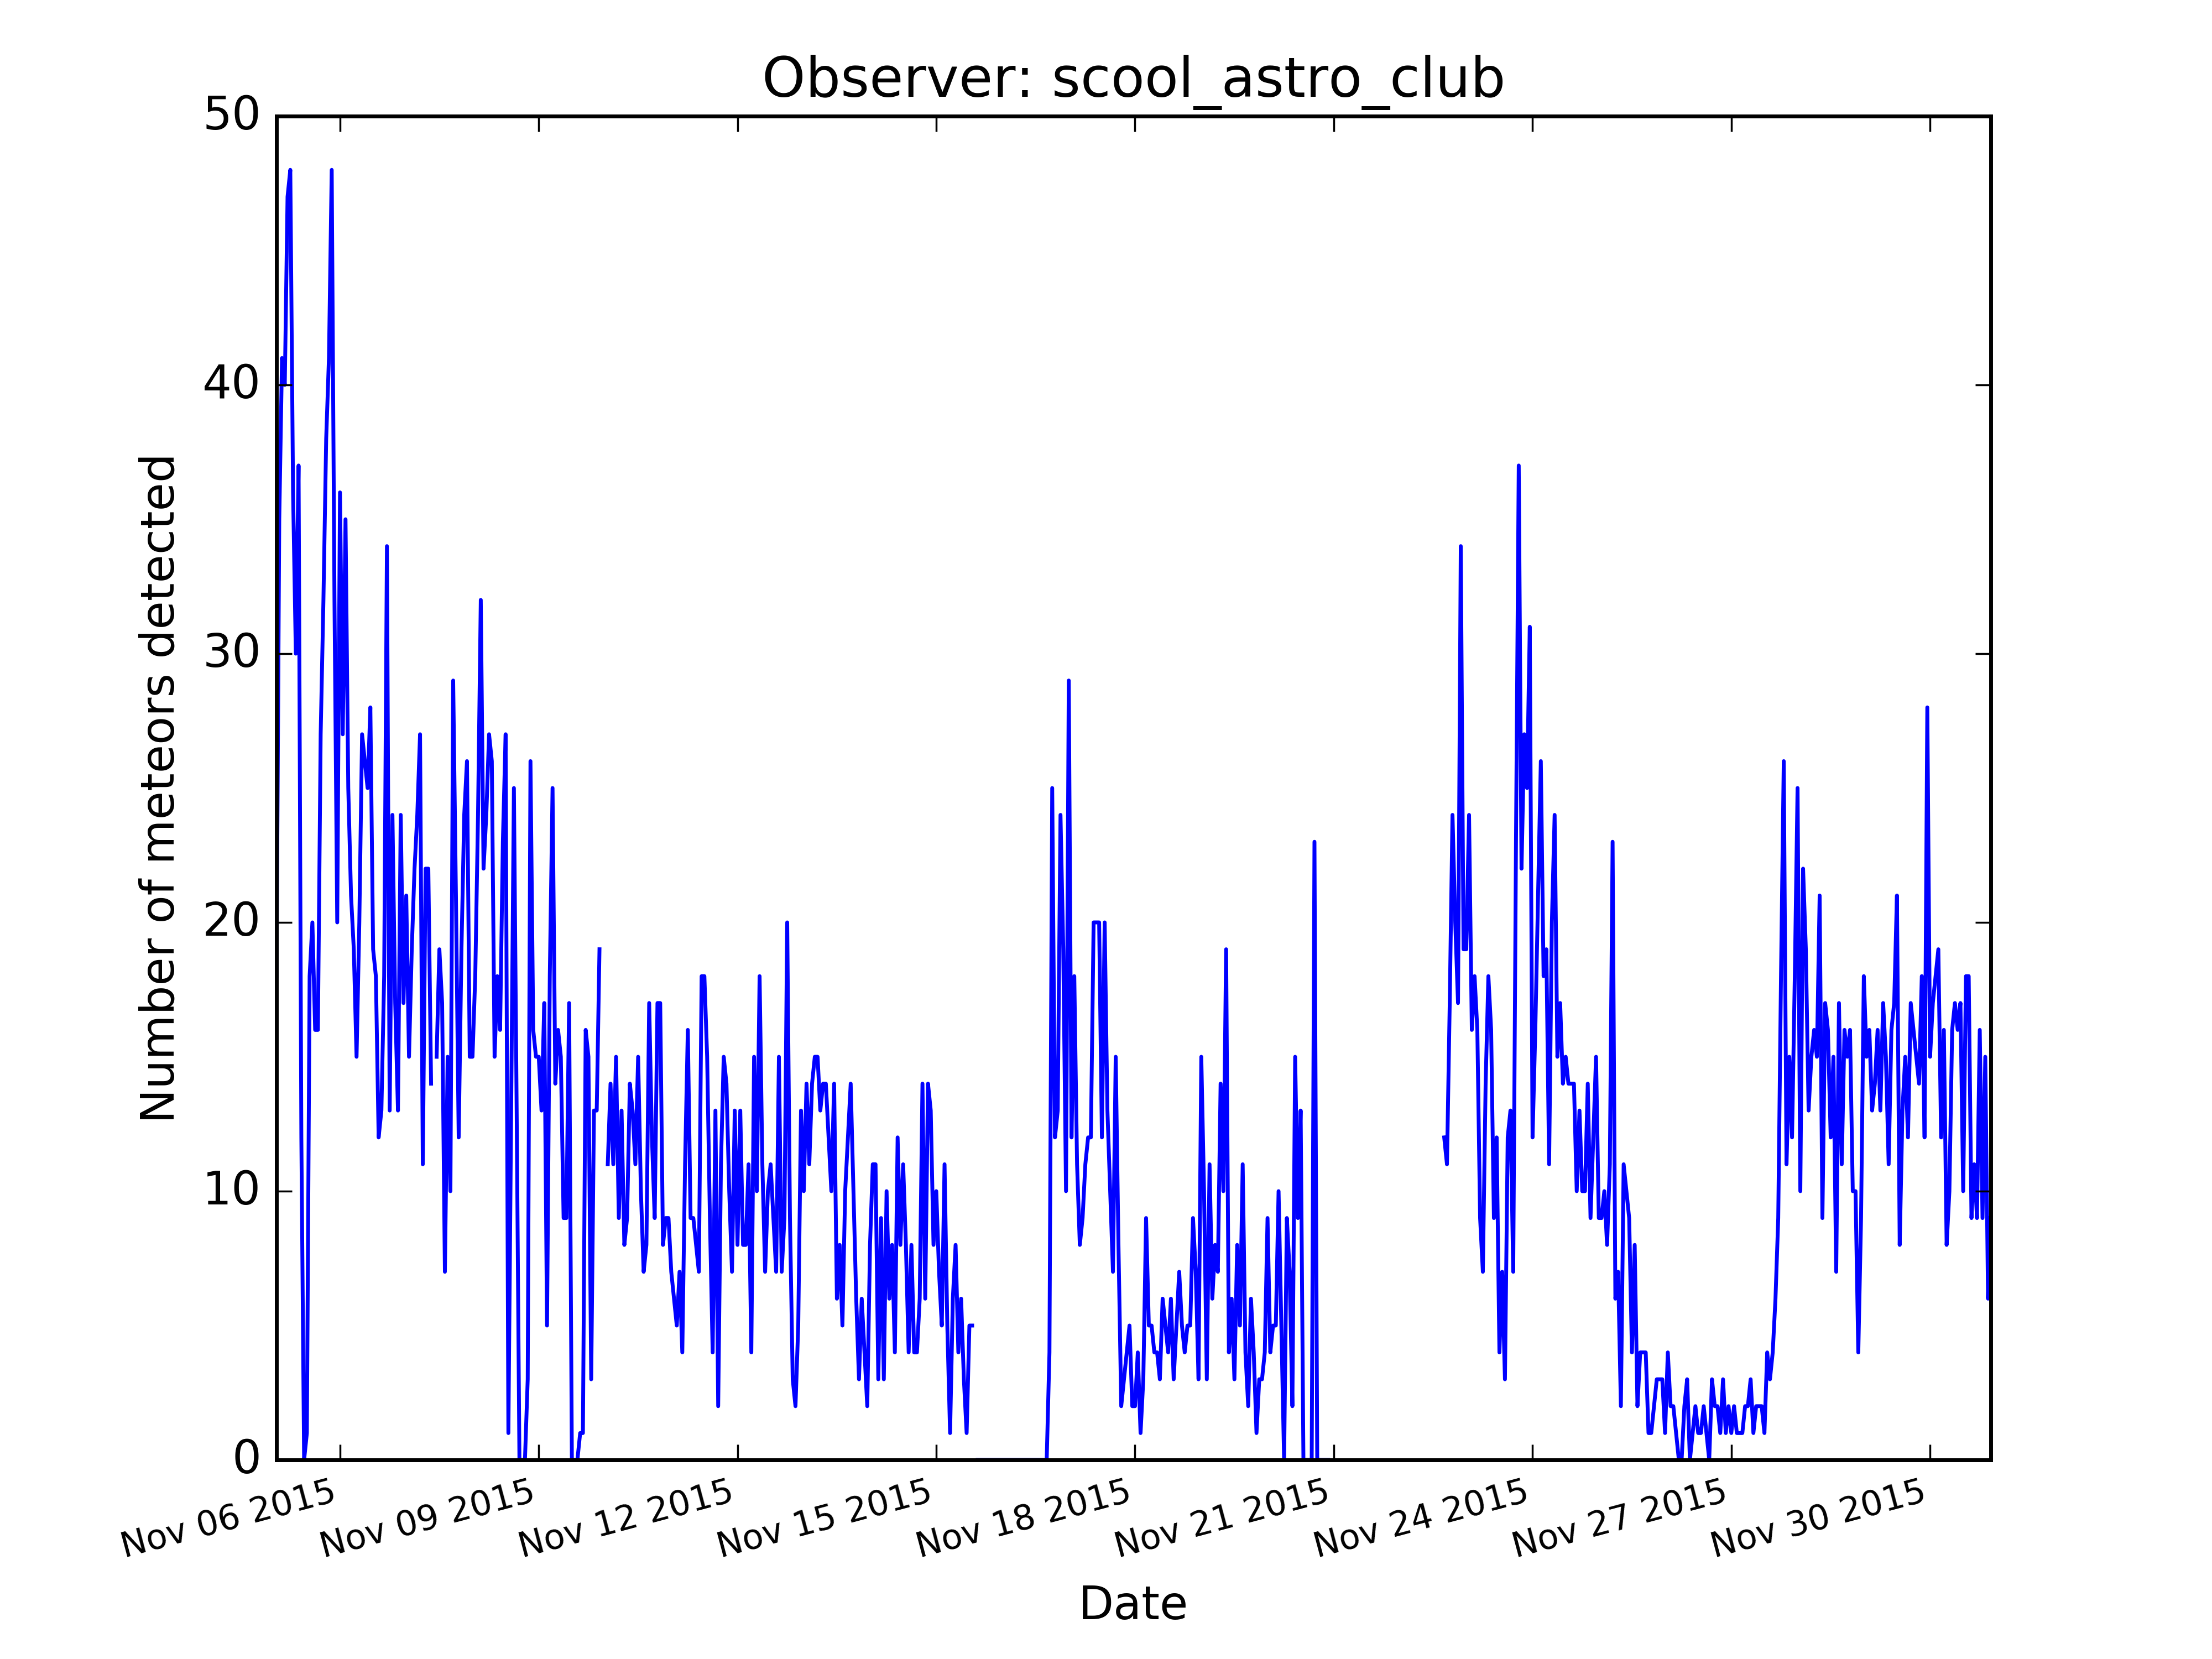 Observer: scool_astro_club
50
40
30
20
10
0
Number of meteors detected
Nov 06 2015
Nov 09 2015
Nov 12 2015
Nov 15 2015
Nov 18 2015
Nov 21 2015
Nov 24 2015
Nov 27 2015
Nov 30 2015
Date